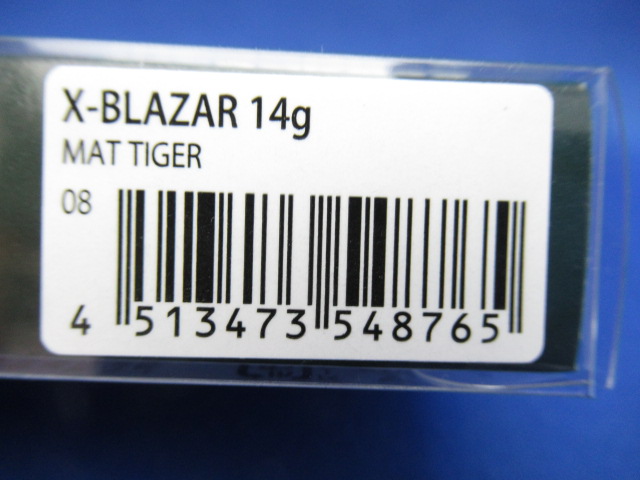 X-BLAZAR 14g
MAT TIGER
08
4 513473 548765